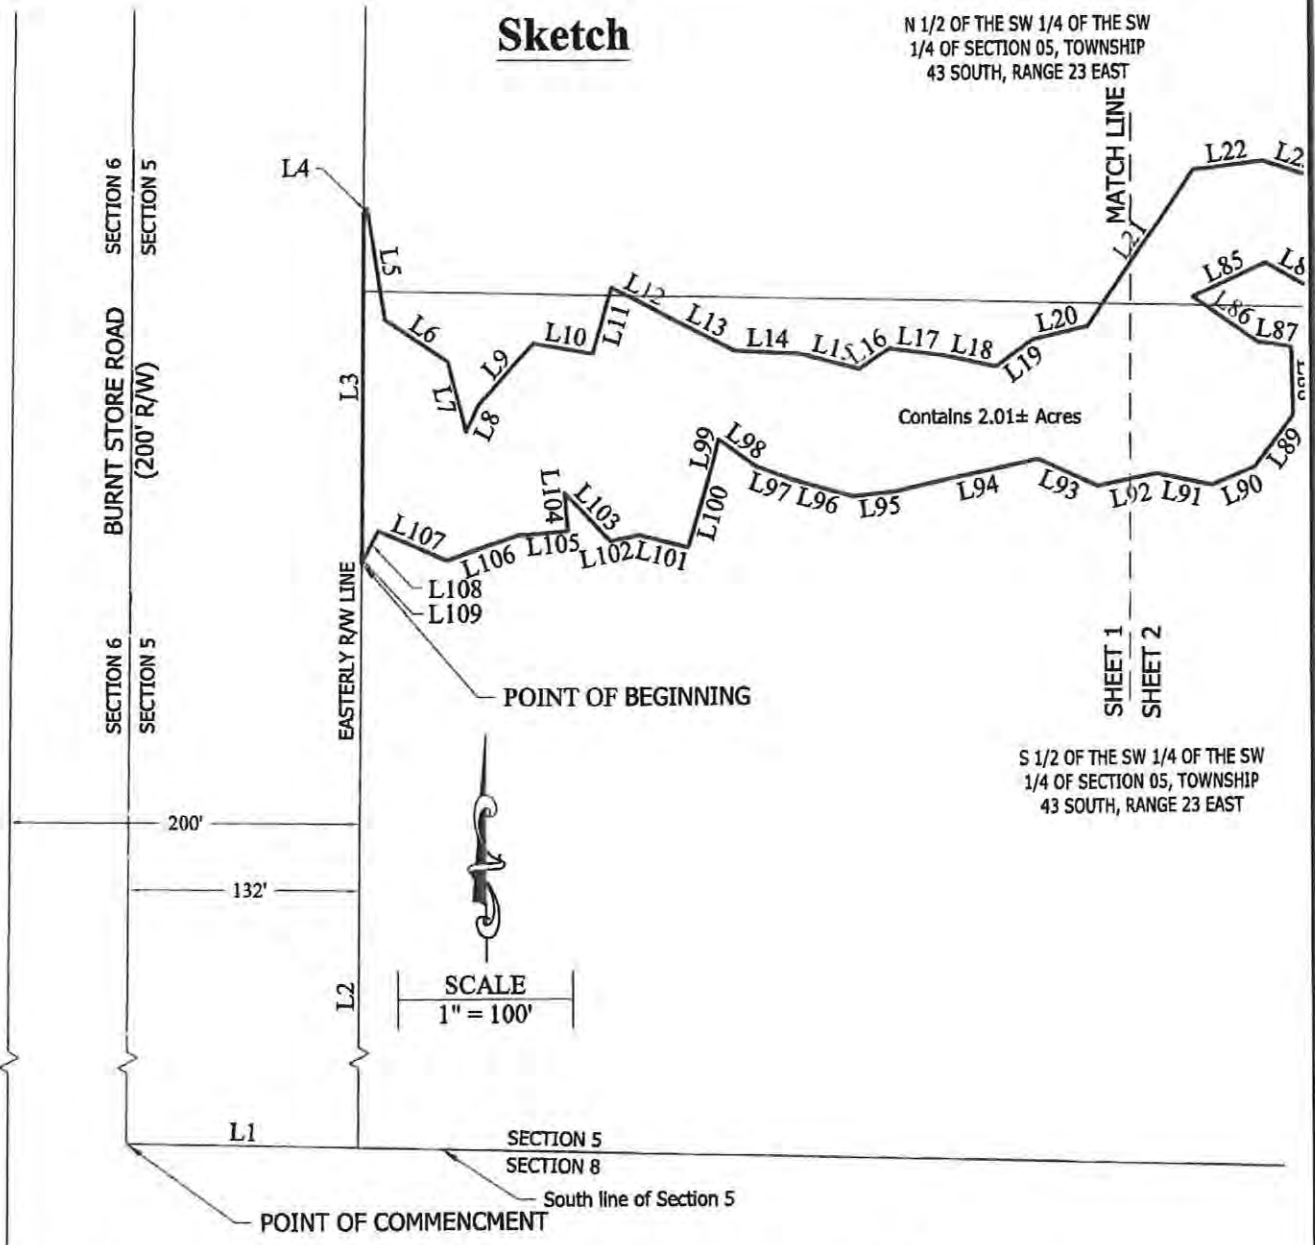 Sketch
N 1/2 OF THE SW 1/4 OF THE SW
1/4 OF SECTION 05, TOWNSHIP
43 SOUTH, RANGE 23 EAST
MATCH LINE
L4
SECTION 6
SECTION 5
BURNT STORE ROAD
(200' R/W)
L3
L5
L6
L7
L8
L9
L10
L11
L12
L13
L14
L15
L16
L17
L18
L19
L20
L21
L22
L85
L86
L87
L89
L90
L91
L92
L93
L94
L95
L96
L97
L98
L99
L100
L101
L102
L103
L104
L105
L106
L107
L108
L109
Contains 2.01± Acres
EASTERLY R/W LINE
SECTION 6
SECTION 5
POINT OF BEGINNING
SHEET 1
SHEET 2
S 1/2 OF THE SW 1/4 OF THE SW
1/4 OF SECTION 05, TOWNSHIP
43 SOUTH, RANGE 23 EAST
200'
132'
L2
SCALE
1" = 100'
L1
SECTION 5
SECTION 8
South line of Section 5
POINT OF COMMENCMENT